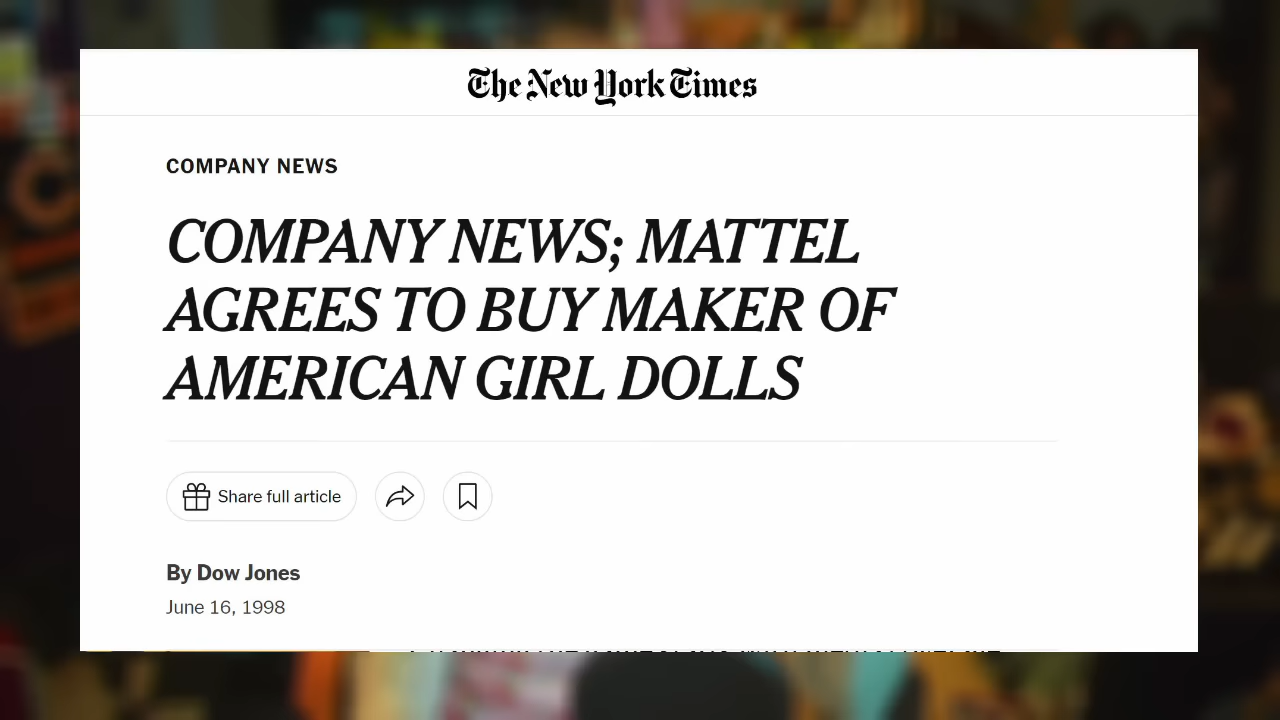 The New York Times
COMPANY NEWS
COMPANY NEWS; MATTEL
AGREES TO BUY MAKER OF
AMERICAN GIRL DOLLS
Share full article
By Dow Jones
June 16, 1998